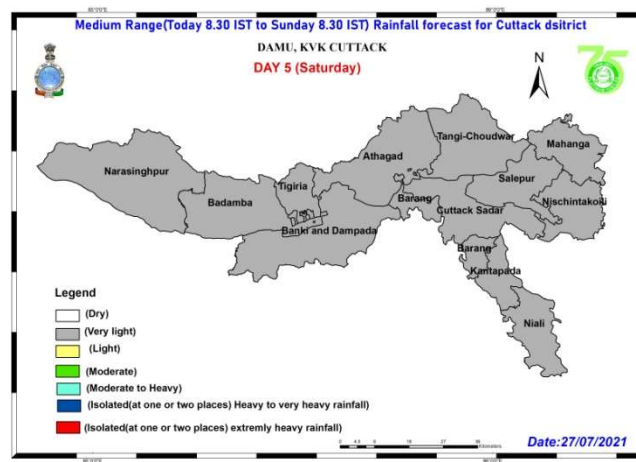 Medium Range(Today 8.30 IST to Sunday 8.30 IST) Rainfall forecast for Cuttack dsitrict
DAMU, KVK CUTTACK
DAY 5 (Saturday)
N
75
Tangi-Choudwar
Mahanga
Athagad
Narasinghpur
Tigiria
Salepur
Badamba
Barang
Nischintakoili
Cuttack Sadar
Banki and Dampada
Barang
Kantapada
Niali
Legend
(Dry)
(Very light)
(Light)
(Moderate)
(Moderate to Heavy)
(Isolated(at one or two places) Heavy to very heavy rainfall)
(Isolated(at one or two places) extremly heavy rainfall)
Date:27/07/2021